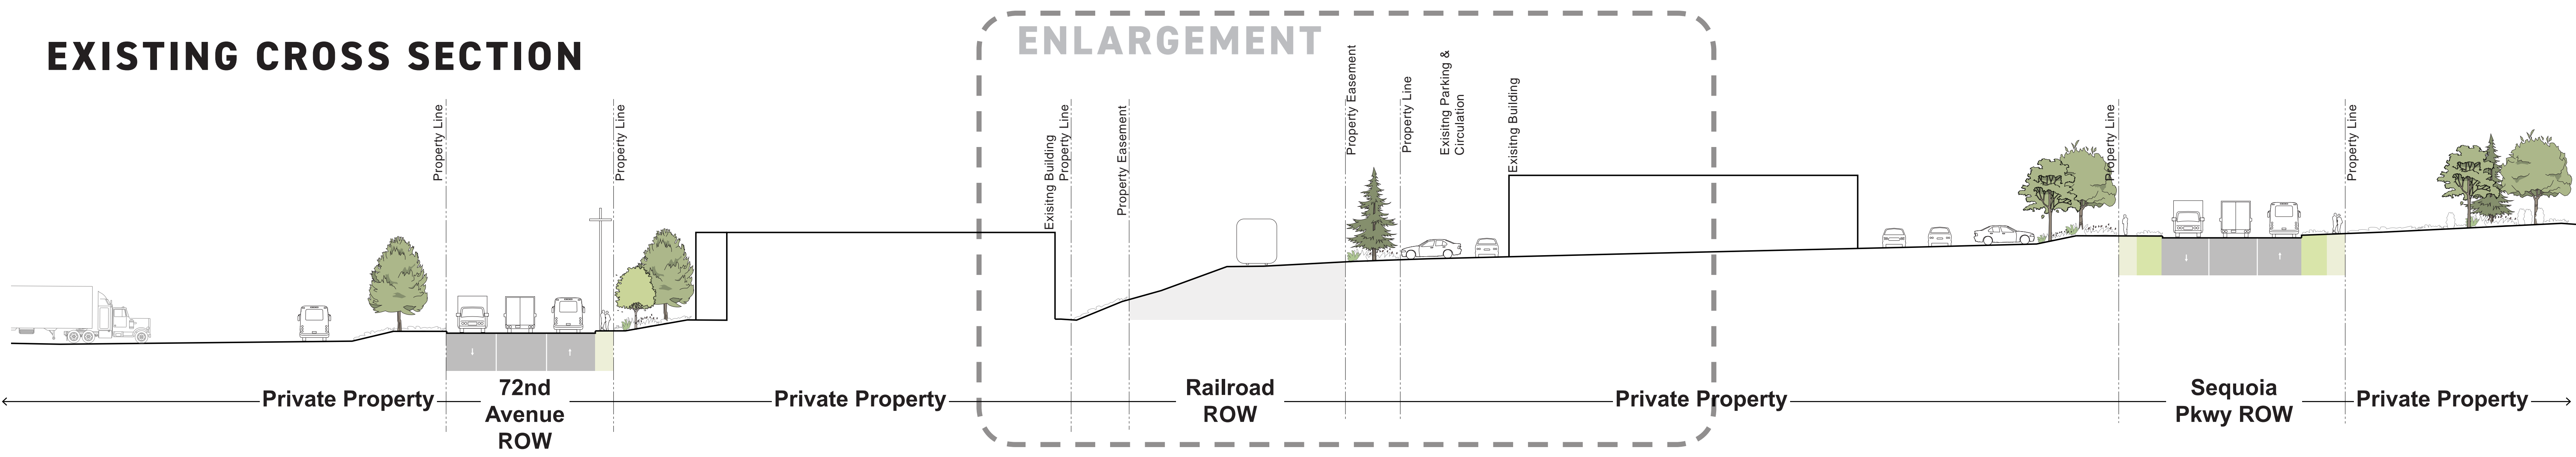 EXISTING CROSS SECTION
ENLARGEMENT
Property Line
Property Line
Exisitng Building
Property Line
Property Easement
Property Easement
Property Line
Exisitng Parking &
Circulation
Exisitng Building
Property Line
Property Line
Private Property
72nd
Avenue
ROW
Private Property
Railroad
ROW
Private Property
Sequoia
Pkwy ROW
Private Property